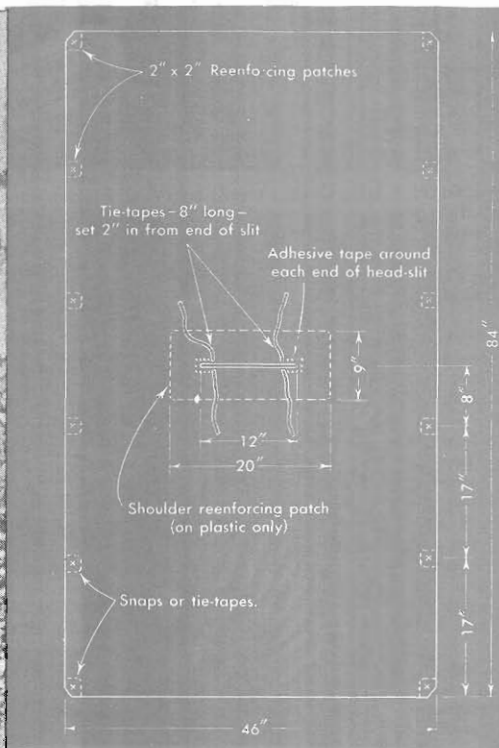 2" x 2" Reenforcing patches
Tie-tapes – 8" long –
set 2" in from end of slit
Adhesive tape around
each end of head-slit
84"
9"
8"
12"
20"
17"
Shoulder reenforcing patch
(on plastic only)
Snaps or tie-tapes.
17"
46"